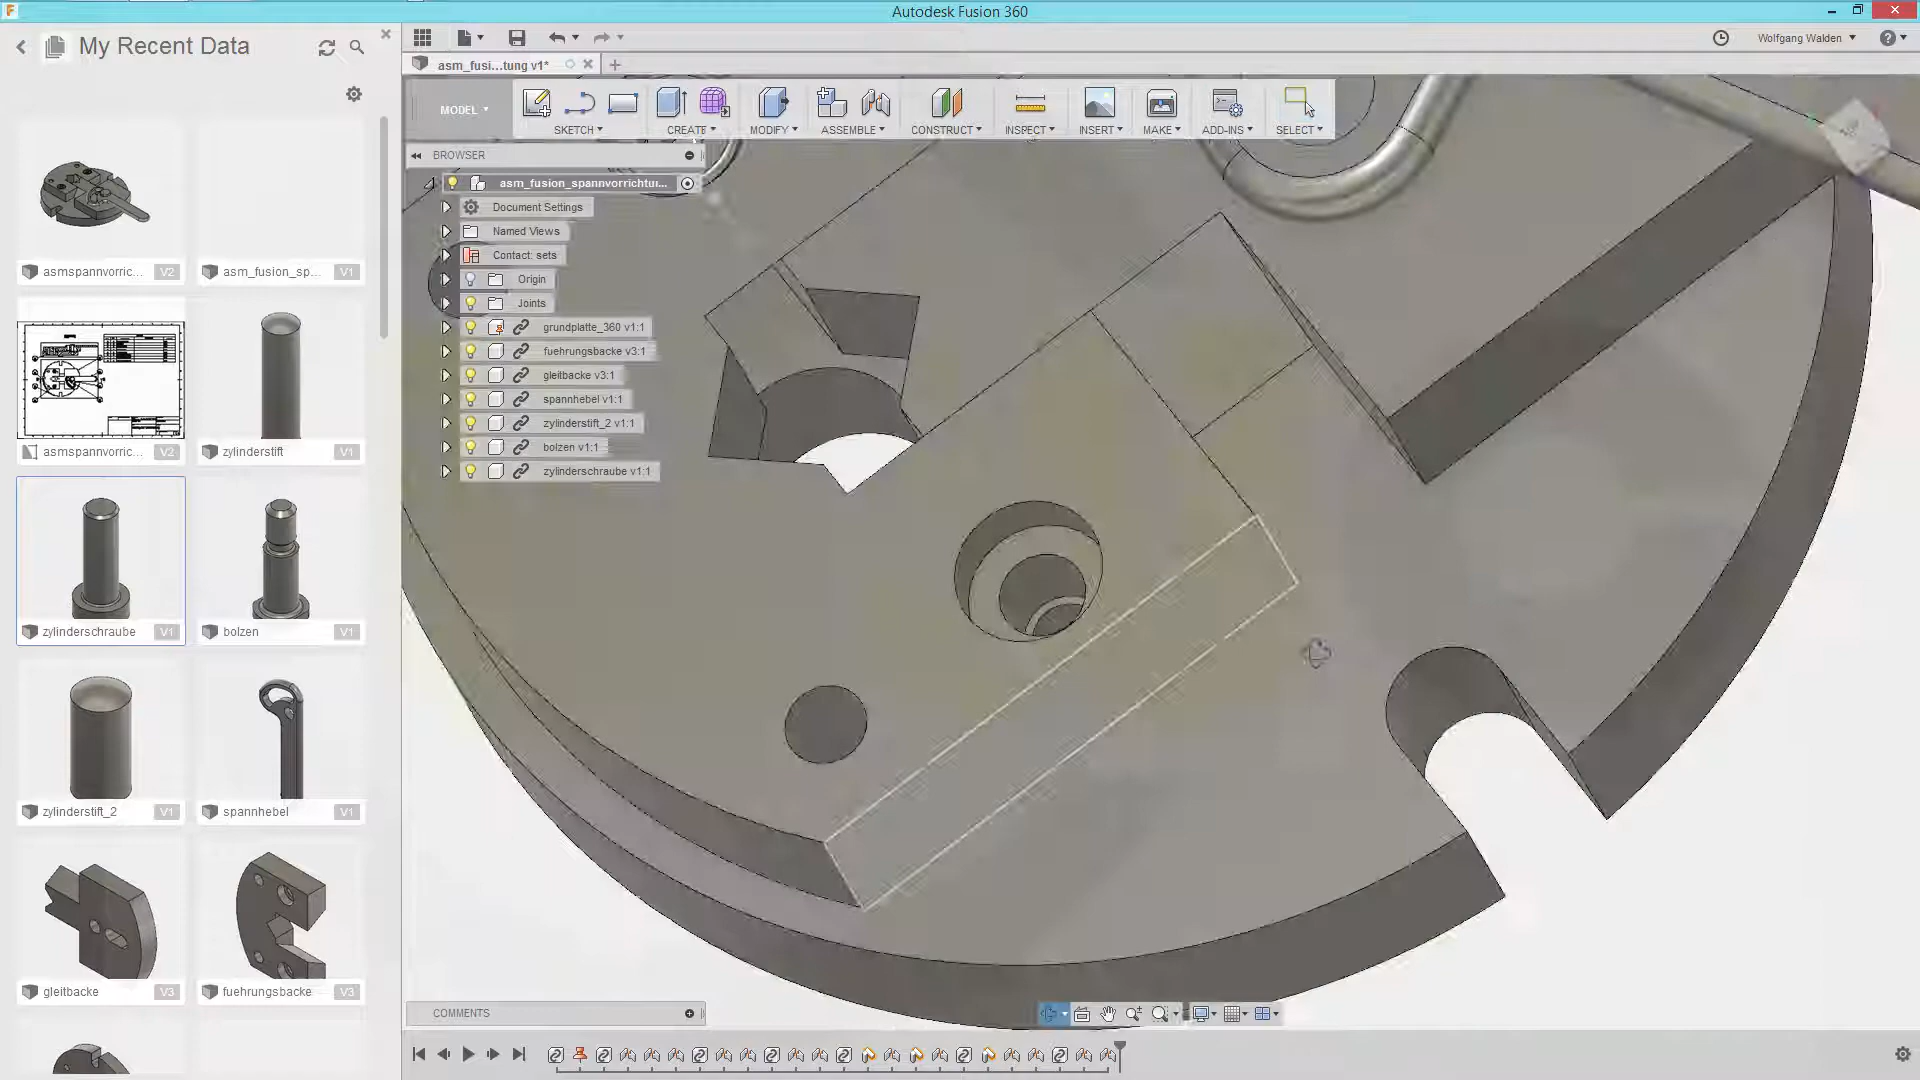 Autodesk Fusion 360
My Recent Data
asmspannvorric... V2
asm_fusion_sp... V1
asmspannvorric... V2
zylinderstift V1
zylinderschraube V1
bolzen V1
zylinderstift_2 V1
spannhebel V1
gleitbacke V3
fuehrungsbacke V3
Wolfgang Walden
asm_fusi...tung v1*
MODEL
SKETCH
CREATE
MODIFY
ASSEMBLE
CONSTRUCT
INSPECT
INSERT
MAKE
ADD-INS
SELECT
BROWSER
asm_fusion_spannvorrichtu...
Document Settings
Named Views
Contact: sets
Origin
Joints
grundplatte_360 v1:1
fuehrungsbacke v3:1
gleitbacke v3:1
spannhebel v1:1
zylinderstift_2 v1:1
bolzen v1:1
zylinderschraube v1:1
COMMENTS